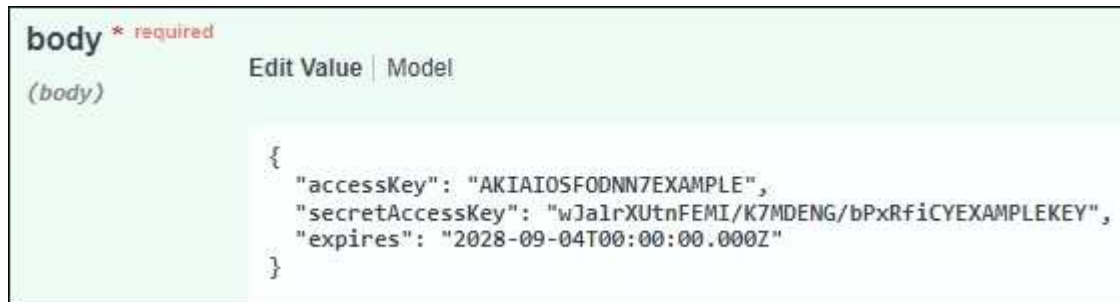 body * required
Edit Value | Model
(body)
{
"accessKey": "AKIAIOSFODNN7EXAMPLE",
"secretAccessKey": "wJalrXUtnFEMI/K7MDENG/bPxRfiCYEXAMPLEKEY",
"expires": "2028-09-04T00:00:00.000Z"
}